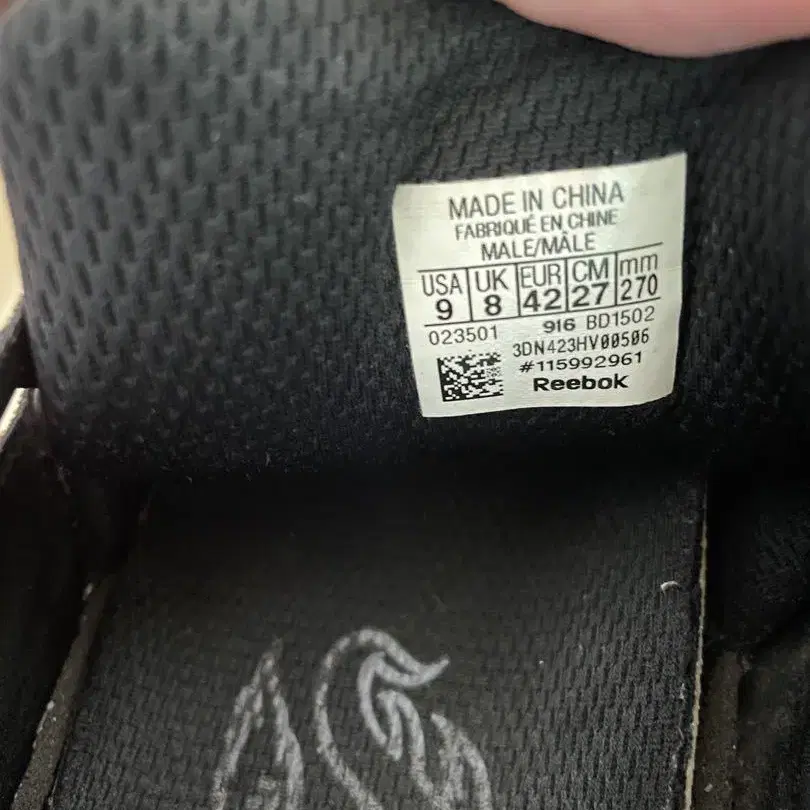 MADE IN CHINA
FABRIQUÉ EN CHINE
MALE/MÂLE
USA UK EUR CM mm
9 8 42 27 270
023501 916 BD1502
3DN423HV00506
#115992961
Reebok